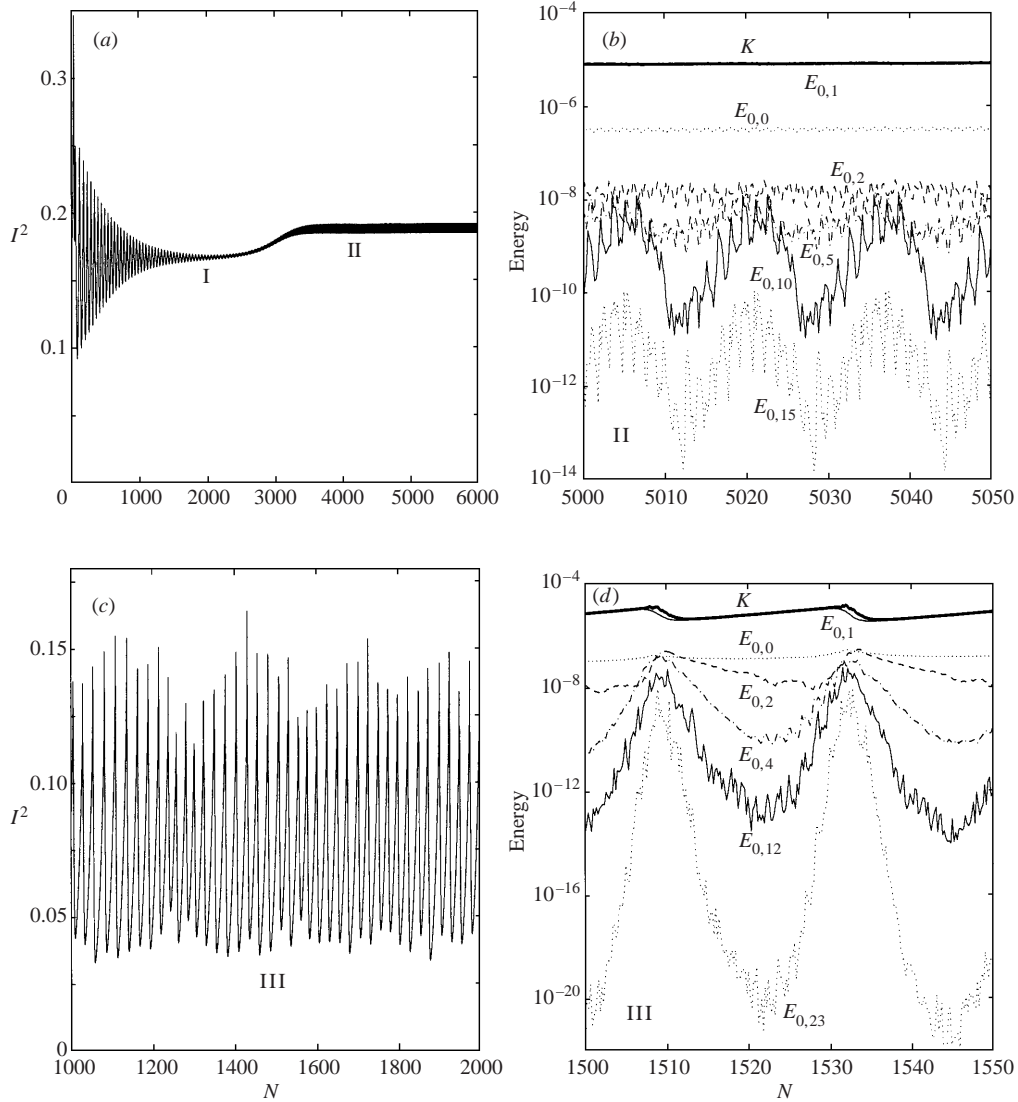 (a)
0.3
0.2
0.1
I²
I
II
0 1000 2000 3000 4000 5000 6000
(b)
10⁻⁴
10⁻⁶
10⁻⁸
10⁻¹⁰
10⁻¹²
10⁻¹⁴
Energy
K
E₀,₁
E₀,₀
E₀,₂
E₀,₅
E₀,₁₀
E₀,₁₅
II
5000 5010 5020 5030 5040 5050
(c)
0.15
0.10
0.05
0
I²
III
1000 1200 1400 1600 1800 2000
N
(d)
10⁻⁴
10⁻⁸
10⁻¹²
10⁻¹⁶
10⁻²⁰
Energy
K
E₀,₁
E₀,₀
E₀,₂
E₀,₄
E₀,₁₂
E₀,₂₃
III
1500 1510 1520 1530 1540 1550
N